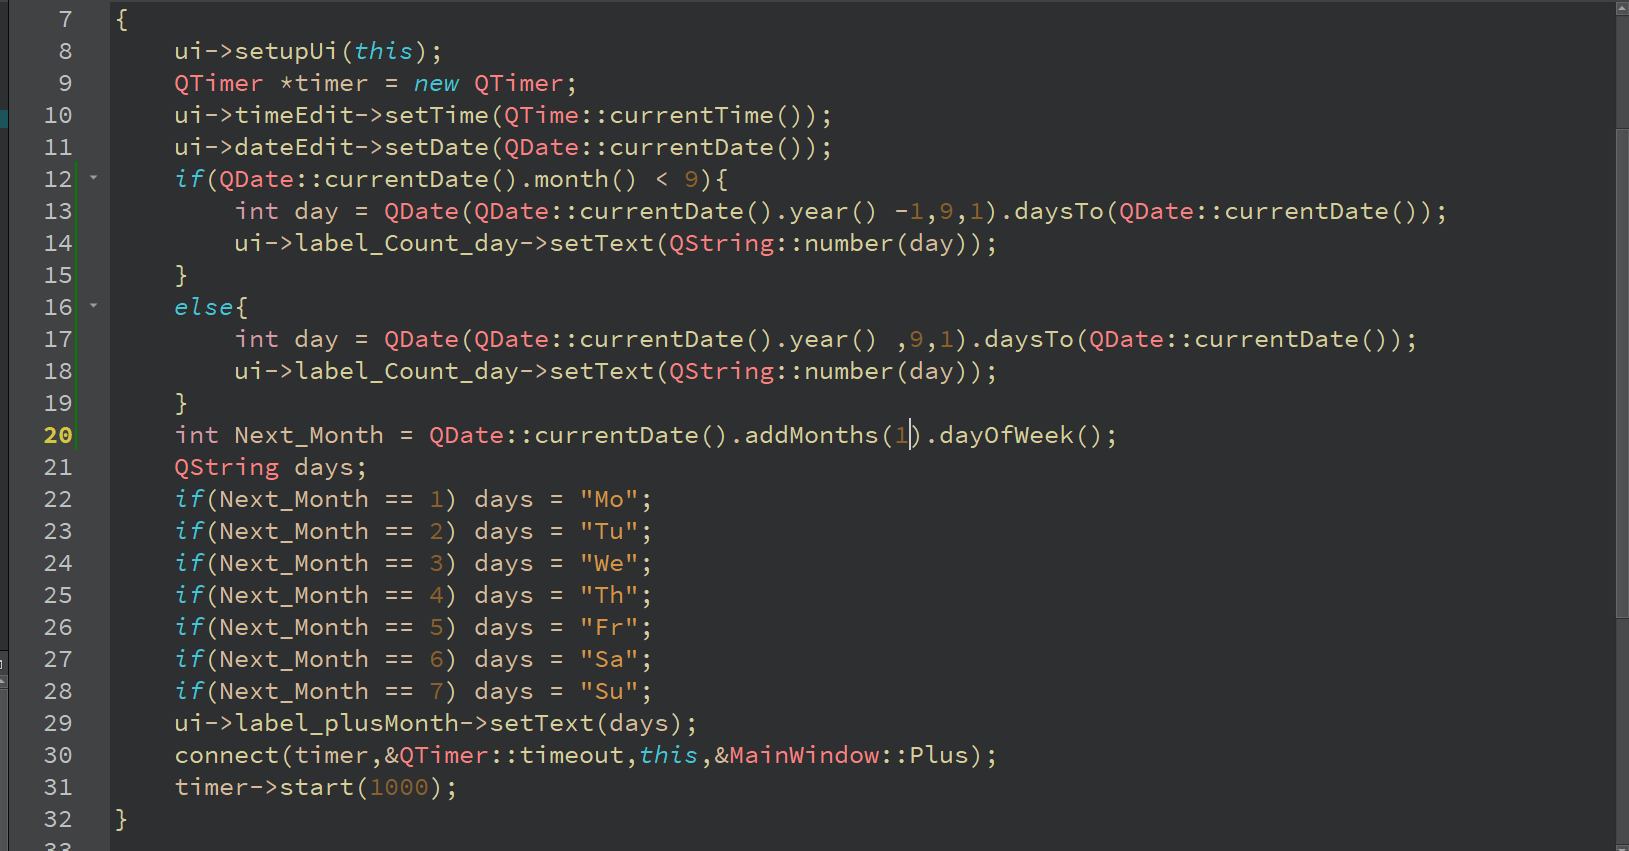 7 {
8 ui->setupUi(this);
9 QTimer *timer = new QTimer;
10 ui->timeEdit->setTime(QTime::currentTime());
11 ui->dateEdit->setDate(QDate::currentDate());
12 if(QDate::currentDate().month() < 9){
13 int day = QDate(QDate::currentDate().year() -1,9,1).daysTo(QDate::currentDate());
14 ui->label_Count_day->setText(QString::number(day));
15 }
16 else{
17 int day = QDate(QDate::currentDate().year() ,9,1).daysTo(QDate::currentDate());
18 ui->label_Count_day->setText(QString::number(day));
19 }
20 int Next_Month = QDate::currentDate().addMonths(1).dayOfWeek();
21 QString days;
22 if(Next_Month == 1) days = "Mo";
23 if(Next_Month == 2) days = "Tu";
24 if(Next_Month == 3) days = "We";
25 if(Next_Month == 4) days = "Th";
26 if(Next_Month == 5) days = "Fr";
27 if(Next_Month == 6) days = "Sa";
28 if(Next_Month == 7) days = "Su";
29 ui->label_plusMonth->setText(days);
30 connect(timer,&QTimer::timeout,this,&MainWindow::Plus);
31 timer->start(1000);
32 }
33